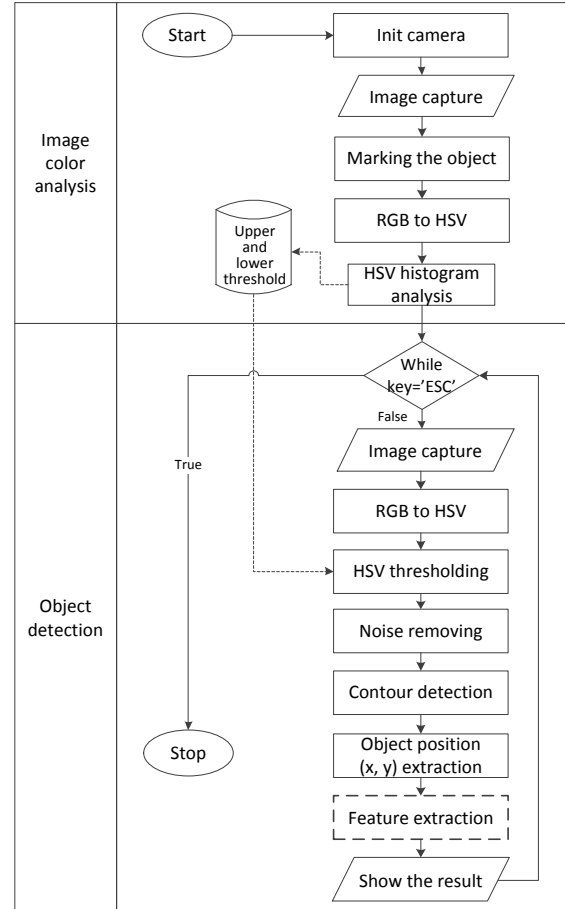 Start
Init camera
Image capture
Image
color
analysis
Marking the object
RGB to HSV
Upper
and
lower
threshold
HSV histogram
analysis
While
key=’ESC’
False
True
Image capture
RGB to HSV
HSV thresholding
Object
detection
Noise removing
Contour detection
Stop
Object position
(x, y) extraction
Feature extraction
Show the result